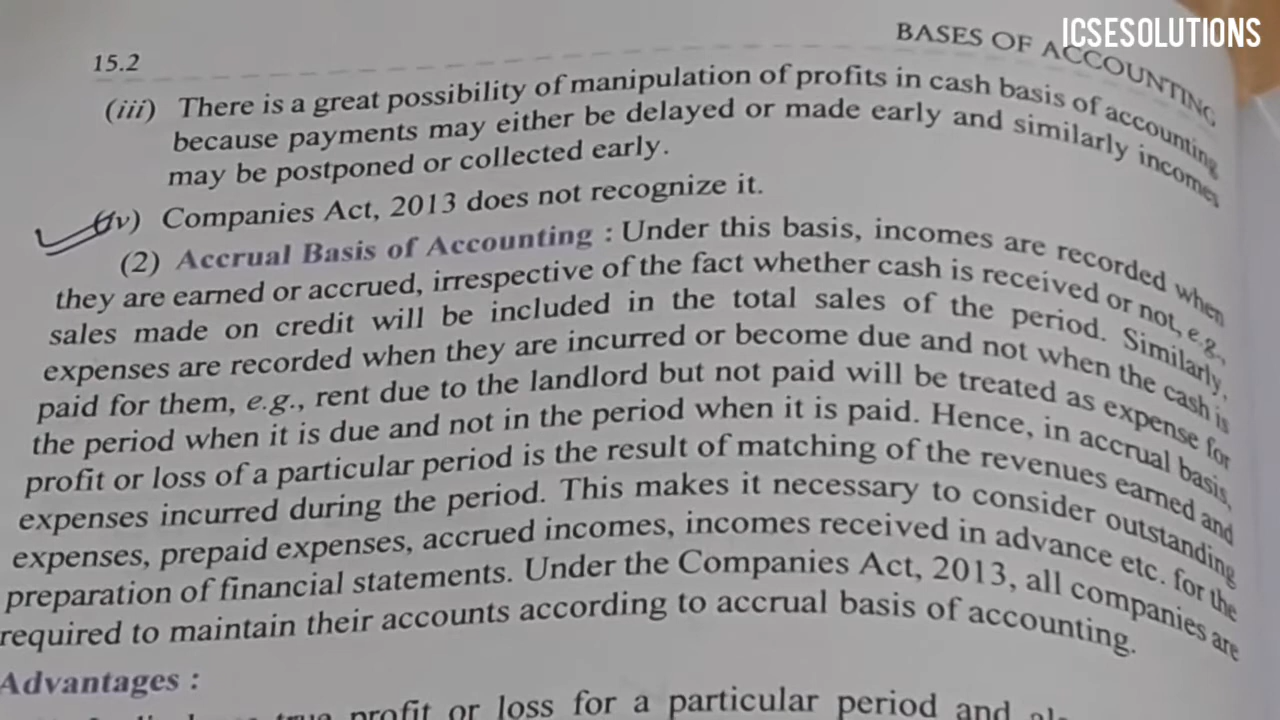 ICSESOLUTIONS
15.2
BASES OF ACCOUNTING
(iii) There is a great possibility of manipulation of profits in cash basis of accounting
because payments may either be delayed or made early and similarly incomes
may be postponed or collected early.
(iv) Companies Act, 2013 does not recognize it.
(2) Accrual Basis of Accounting : Under this basis, incomes are recorded when
they are earned or accrued, irrespective of the fact whether cash is received or not, e.g.,
sales made on credit will be included in the total sales of the period. Similarly,
expenses are recorded when they are incurred or become due and not when the cash is
paid for them, e.g., rent due to the landlord but not paid will be treated as expense for
the period when it is due and not in the period when it is paid. Hence, in accrual basis,
profit or loss of a particular period is the result of matching of the revenues earned and
expenses incurred during the period. This makes it necessary to consider outstanding
expenses, prepaid expenses, accrued incomes, incomes received in advance etc. for the
preparation of financial statements. Under the Companies Act, 2013, all companies are
required to maintain their accounts according to accrual basis of accounting.
Advantages :
profit or loss for a particular period and